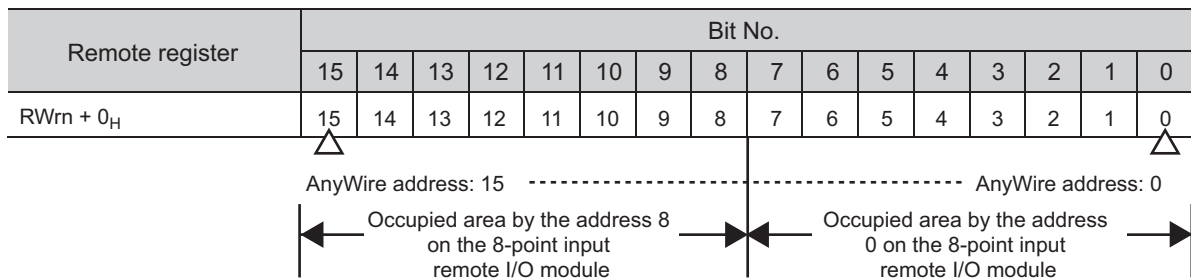 Remote register
Bit No.
15 14 13 12 11 10 9 8 7 6 5 4 3 2 1 0
RWrn + 0H 15 14 13 12 11 10 9 8 7 6 5 4 3 2 1 0
AnyWire address: 15 AnyWire address: 0
Occupied area by the address 8
on the 8-point input
remote I/O module
Occupied area by the address
0 on the 8-point input
remote I/O module